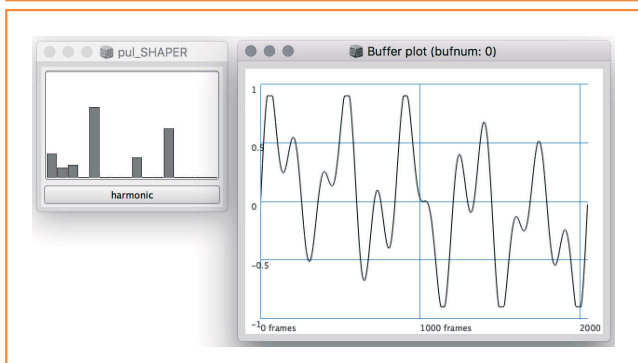 pul_SHAPER
harmonic
Buffer plot (bufnum: 0)
1
0.5
0
-0.5
-1
0 frames
1000 frames
2000